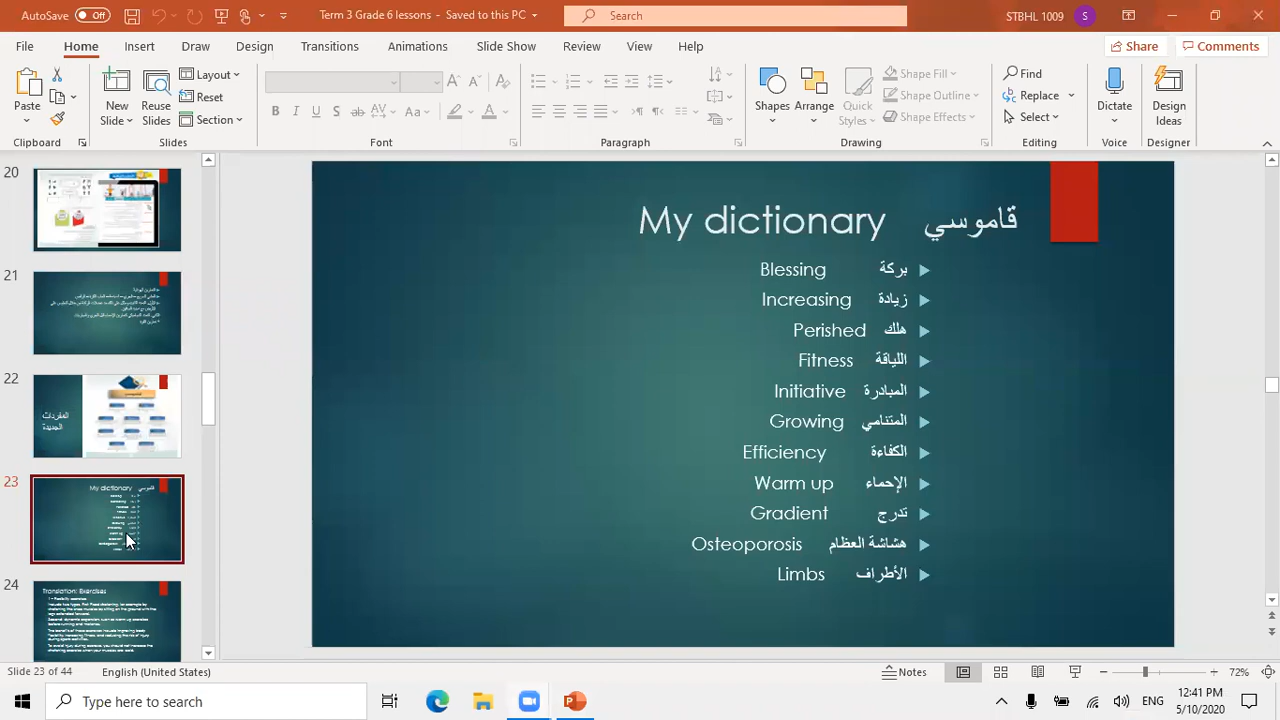 AutoSave Off
Term 3 Grade 6 lessons - Saved to this PC
Search
STBHL 1009 S
File Home Insert Draw Design Transitions Animations Slide Show Review View Help Share Comments
Paste
New Slide
Reuse Slides
Layout
Reset
Section
Shapes
Arrange
Quick Styles
Shape Fill
Shape Outline
Shape Effects
Find
Replace
Select
Dictate
Design Ideas
Clipboard Slides Font Paragraph Drawing Editing Voice Designer
20
21
22
المفردات
الجديدة
23
My dictionary قاموسي
24
Translation: Exercises
My dictionary قاموسي
Blessing بركة
Increasing زيادة
Perished هلك
Fitness اللياقة
Initiative المبادرة
Growing المتنامي
Efficiency الكفاءة
Warm up الإحماء
Gradient تدرج
Osteoporosis هشاشة العظام
Limbs الأطراف
Slide 23 of 44 English (United States) Notes 72%
Type here to search
ENG
12:41 PM
5/10/2020